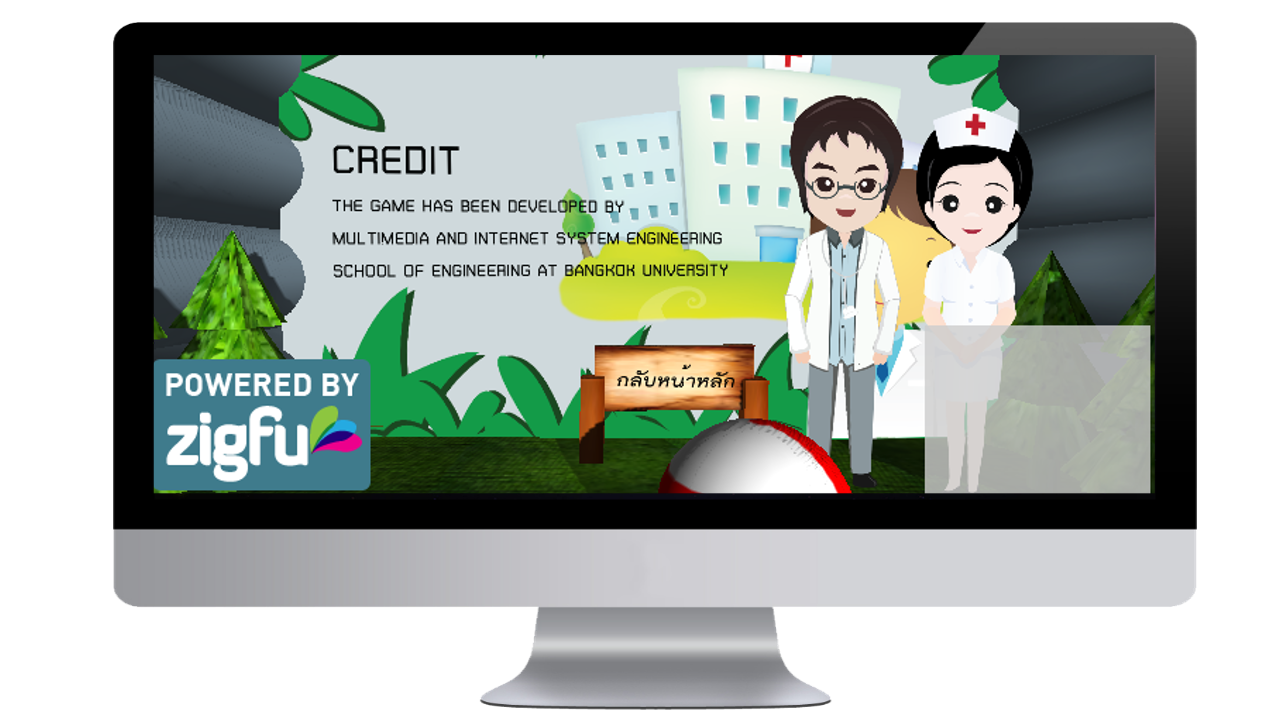 CREDIT
THE GAME HAS BEEN DEVELOPED BY
MULTIMEDIA AND INTERNET SYSTEM ENGINEERING
SCHOOL OF ENGINEERING AT BANGKOK UNIVERSITY
กลับหน้าหลัก
POWERED BY
zigfu